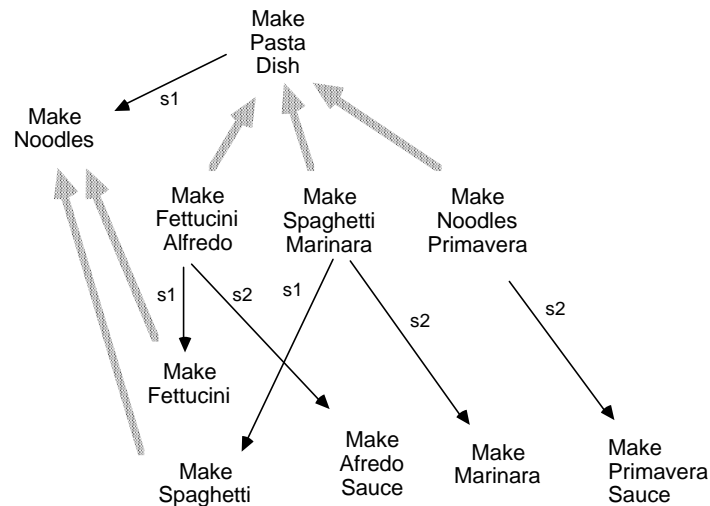 Make
Pasta
Dish
s1
Make
Noodles
Make
Fettucini
Alfredo
Make
Spaghetti
Marinara
Make
Noodles
Primavera
s1
s2
s1
s2
s2
Make
Fettucini
Make
Spaghetti
Make
Afredo
Sauce
Make
Marinara
Make
Primavera
Sauce